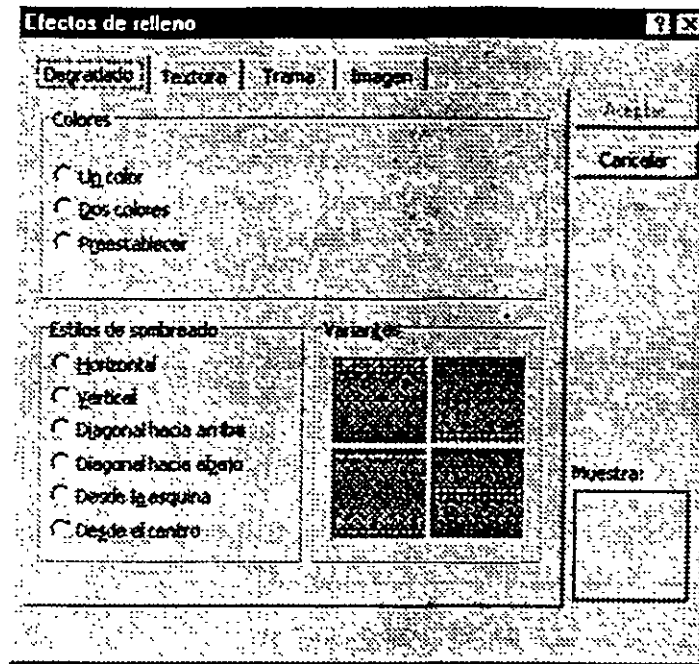 Efectos de relleno
Degradado Textura Trama Imagen
Colores
Aceptar
Cancelar
Un color
Dos colores
Preestablecer
Estilos de sombreado
Variantes
Horizontal
Vertical
Diagonal hacia arriba
Diagonal hacia abajo
Desde la esquina
Desde el centro
Muestra: